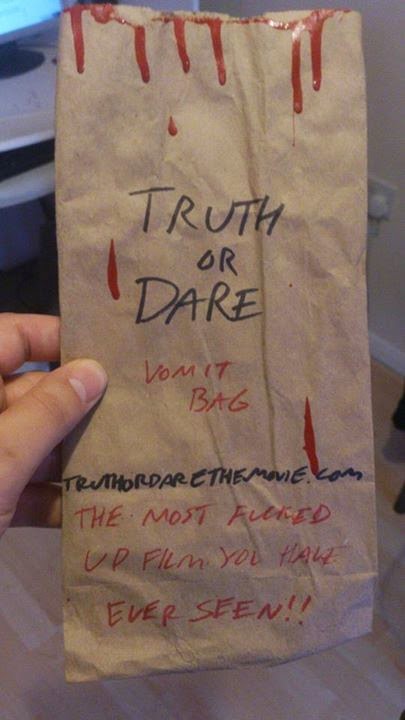 TRUTH
OR
DARE
VOMIT
BAG
TRUTHORDARETHEMOVIE.COM
THE MOST FUCKED
UP FILM YOU HAVE
EVER SEEN!!